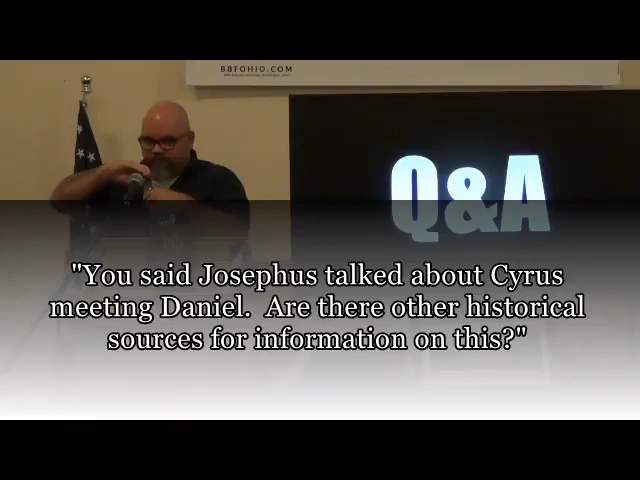 BBFOHIO.COM
Q&A
"You said Josephus talked about Cyrus
meeting Daniel.  Are there other historical
sources for information on this?"